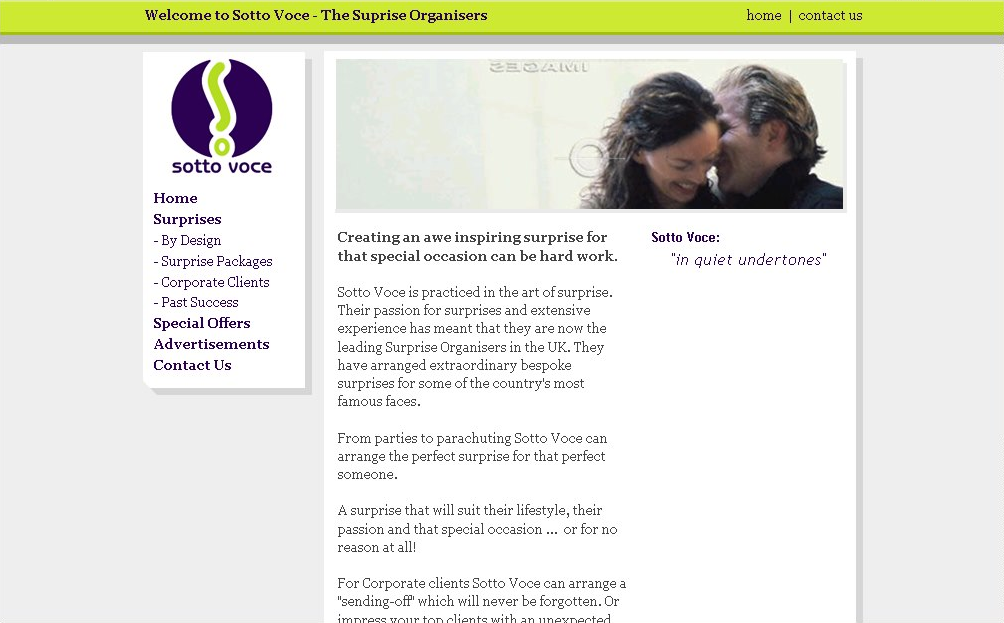 Welcome to Sotto Voce - The Suprise Organisers
home | contact us
sotto voce
Home
Surprises
- By Design
- Surprise Packages
- Corporate Clients
- Past Success
Special Offers
Advertisements
Contact Us
IMAGES
Creating an awe inspiring surprise for
that special occasion can be hard work.
Sotto Voce is practiced in the art of surprise.
Their passion for surprises and extensive
experience has meant that they are now the
leading Surprise Organisers in the UK. They
have arranged extraordinary bespoke
surprises for some of the country's most
famous faces.
From parties to parachuting Sotto Voce can
arrange the perfect surprise for that perfect
someone.
A surprise that will suit their lifestyle, their
passion and that special occasion ... or for no
reason at all!
For Corporate clients Sotto Voce can arrange a
"sending-off" which will never be forgotten. Or
impress your top clients with an unexpected
Sotto Voce:
"in quiet undertones"